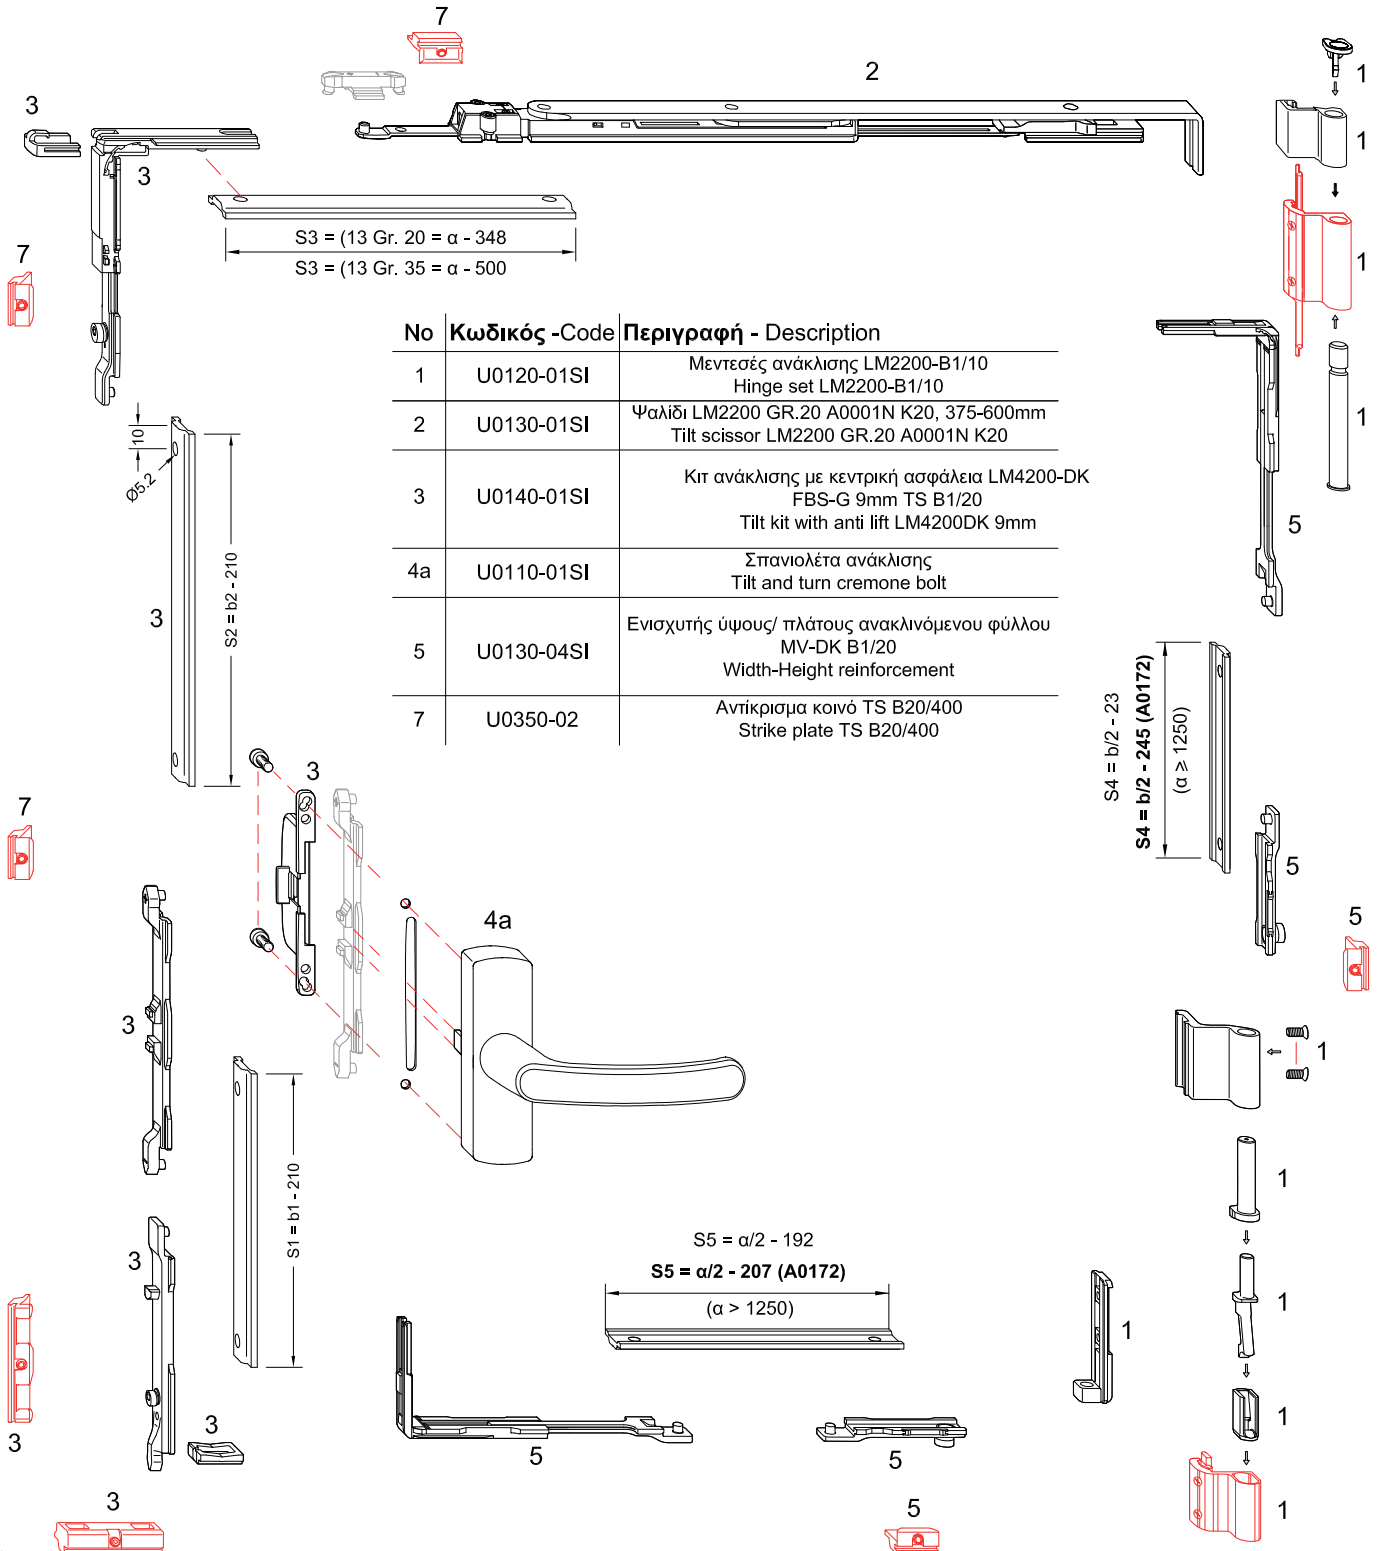 7
2
1
3
1
3
S3 = (13 Gr. 20 = α - 348
S3 = (13 Gr. 35 = α - 500
7
1
No Κωδικός -Code Περιγραφή - Description
1 U0120-01SI Μεντεσές ανάκλισης LM2200-B1/10
Hinge set LM2200-B1/10
2 U0130-01SI Ψαλίδι LM2200 GR.20 A0001N K20, 375-600mm
Tilt scissor LM2200 GR.20 A0001N K20
3 U0140-01SI Κιτ ανάκλισης με κεντρική ασφάλεια LM4200-DK
FBS-G 9mm TS B1/20
Tilt kit with anti lift LM4200DK 9mm
4a U0110-01SI Σπανιολέτα ανάκλισης
Tilt and turn cremone bolt
5 U0130-04SI Ενισχυτής ύψους/ πλάτους ανακλινόμενου φύλλου
MV-DK B1/20
Width-Height reinforcement
7 U0350-02 Αντίκρισμα κοινό TS B20/400
Strike plate TS B20/400
1
10
Ø5.2
5
3
S2 = b2 - 210
S4 = b/2 - 23
S4 = b/2 - 245 (A0172)
(α ≥ 1250)
3
7
5
4a
5
3
1
S1 = b1 - 210
1
S5 = α/2 - 192
S5 = α/2 - 207 (A0172)
(α > 1250)
3
1
1
3
3
1
5
5
3
5
1